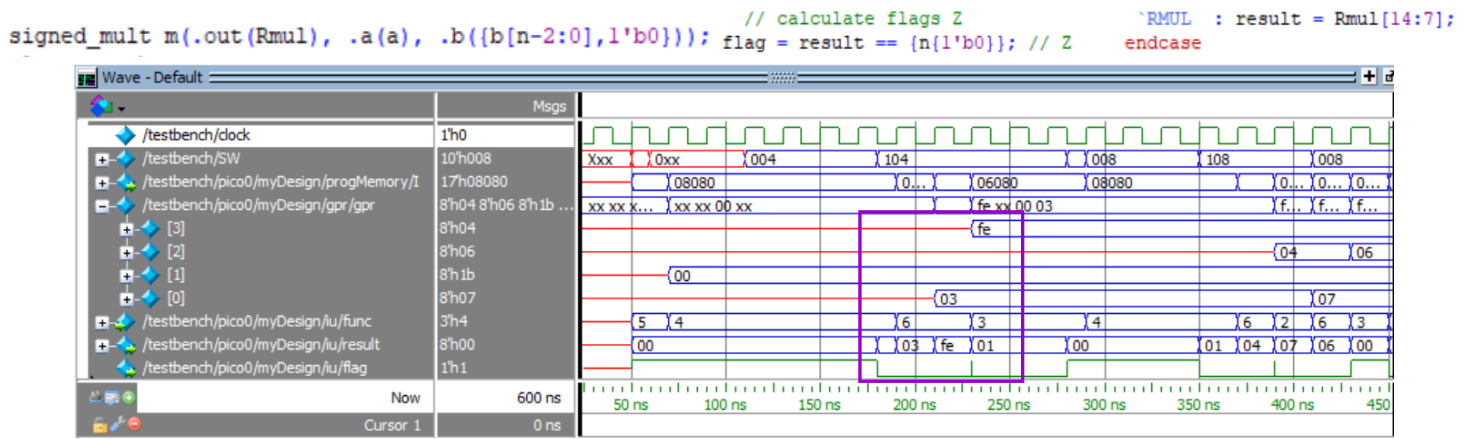 signed_mult m(.out(Rmul), .a(a), .b({b[n-2:0],1'b0}));
// calculate flags Z
flag = result == {n{1'b0}}; // Z
`RMUL : result = Rmul[14:7];
endcase
Wave - Default
Msgs
/testbench/clock 1'h0
/testbench/SW 10'h008 Xxx 0xx 004 104 008 108 008
/testbench/pico0/myDesign/progMemory/I 17'h08080 08080 0... 06080 08080 0... 0... 0...
/testbench/pico0/myDesign/gpr/gpr 8'h04 8'h06 8'h1b ... xx xx x... xx xx 00 xx fe xx 00 03 f... f... f...
[3] 8'h04 fe
[2] 8'h06 04 06
[1] 8'h1b 00
[0] 8'h07 03 07
/testbench/pico0/myDesign/iu/func 3'h4 5 4 6 3 4 6 2 6 3
/testbench/pico0/myDesign/iu/result 8'h00 00 03 fe 01 00 01 04 07 06 00
/testbench/pico0/myDesign/iu/flag 1'h1
Now 600 ns 50 ns 100 ns 150 ns 200 ns 250 ns 300 ns 350 ns 400 ns 450
Cursor 1 0 ns